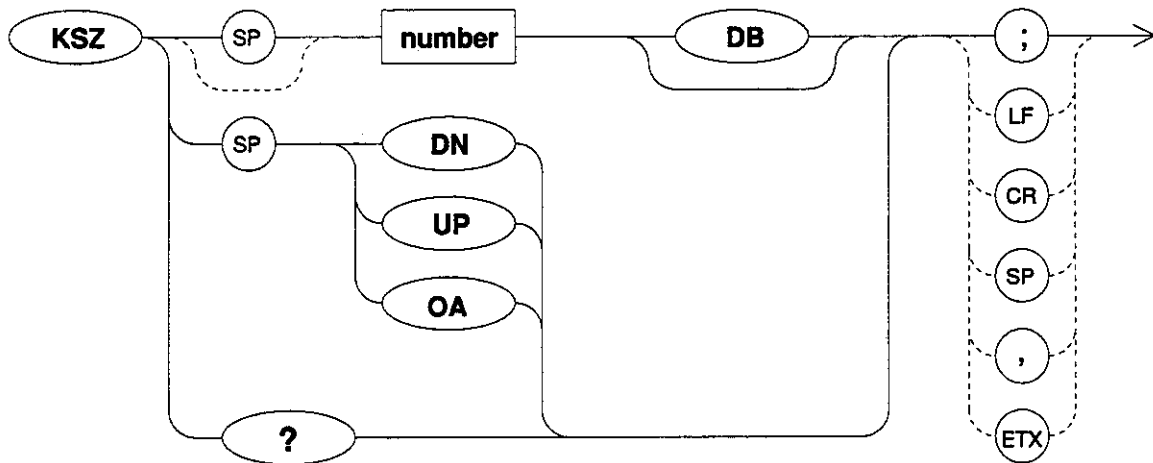 KSZ SP number DB ;
LF
SP DN
UP CR
OA SP
,
? ETX